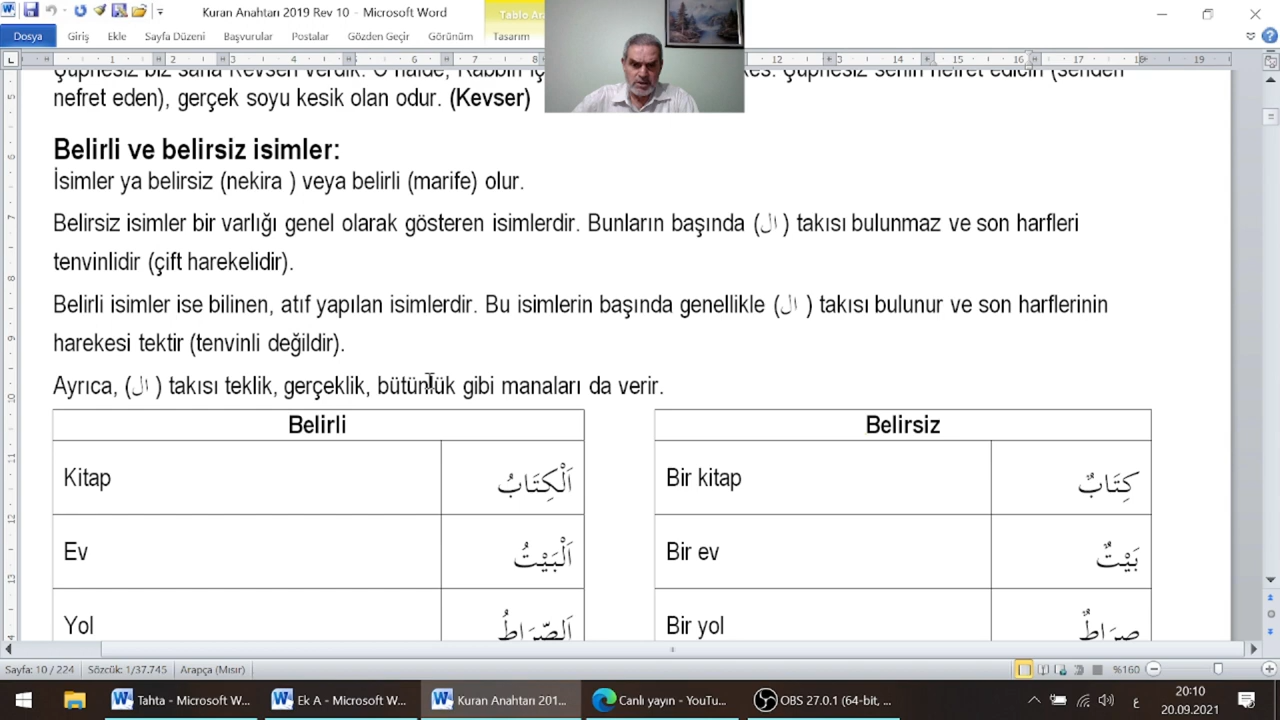 Kuran Anahtarı 2019 Rev 10 - Microsoft Word
Tablo Ar
Dosya Giriş Ekle Sayfa Düzeni Başvurular Postalar Gözden Geçir Görünüm Tasarım
nefret eden), gerçek soyu kesik olan odur. (Kevser)
Belirli ve belirsiz isimler:
İsimler ya belirsiz (nekira ) veya belirli (marife) olur.
Belirsiz isimler bir varlığı genel olarak gösteren isimlerdir. Bunların başında (ال ) takısı bulunmaz ve son harfleri
tenvinlidir (çift harekelidir).
Belirli isimler ise bilinen, atıf yapılan isimlerdir. Bu isimlerin başında genellikle (ال ) takısı bulunur ve son harflerinin
harekesi tektir (tenvinli değildir).
Ayrıca, (ال ) takısı teklik, gerçeklik, bütünlük gibi manaları da verir.
Belirli Belirsiz
Kitap اَلْكِتَابُ Bir kitap كِتَابٌ
Ev اَلْبَيْتُ Bir ev بَيْتٌ
Yol اَلصِّرَاطُ Bir yol صِرَاطٌ
Sayfa: 10 / 224 Sözcük: 1/37.745 Arapça (Mısır) %160
Tahta - Microsoft W... Ek A - Microsoft W... Kuran Anahtarı 201... Canlı yayın - YouTu... OBS 27.0.1 (64-bit, ... ع 20:10
20.09.2021